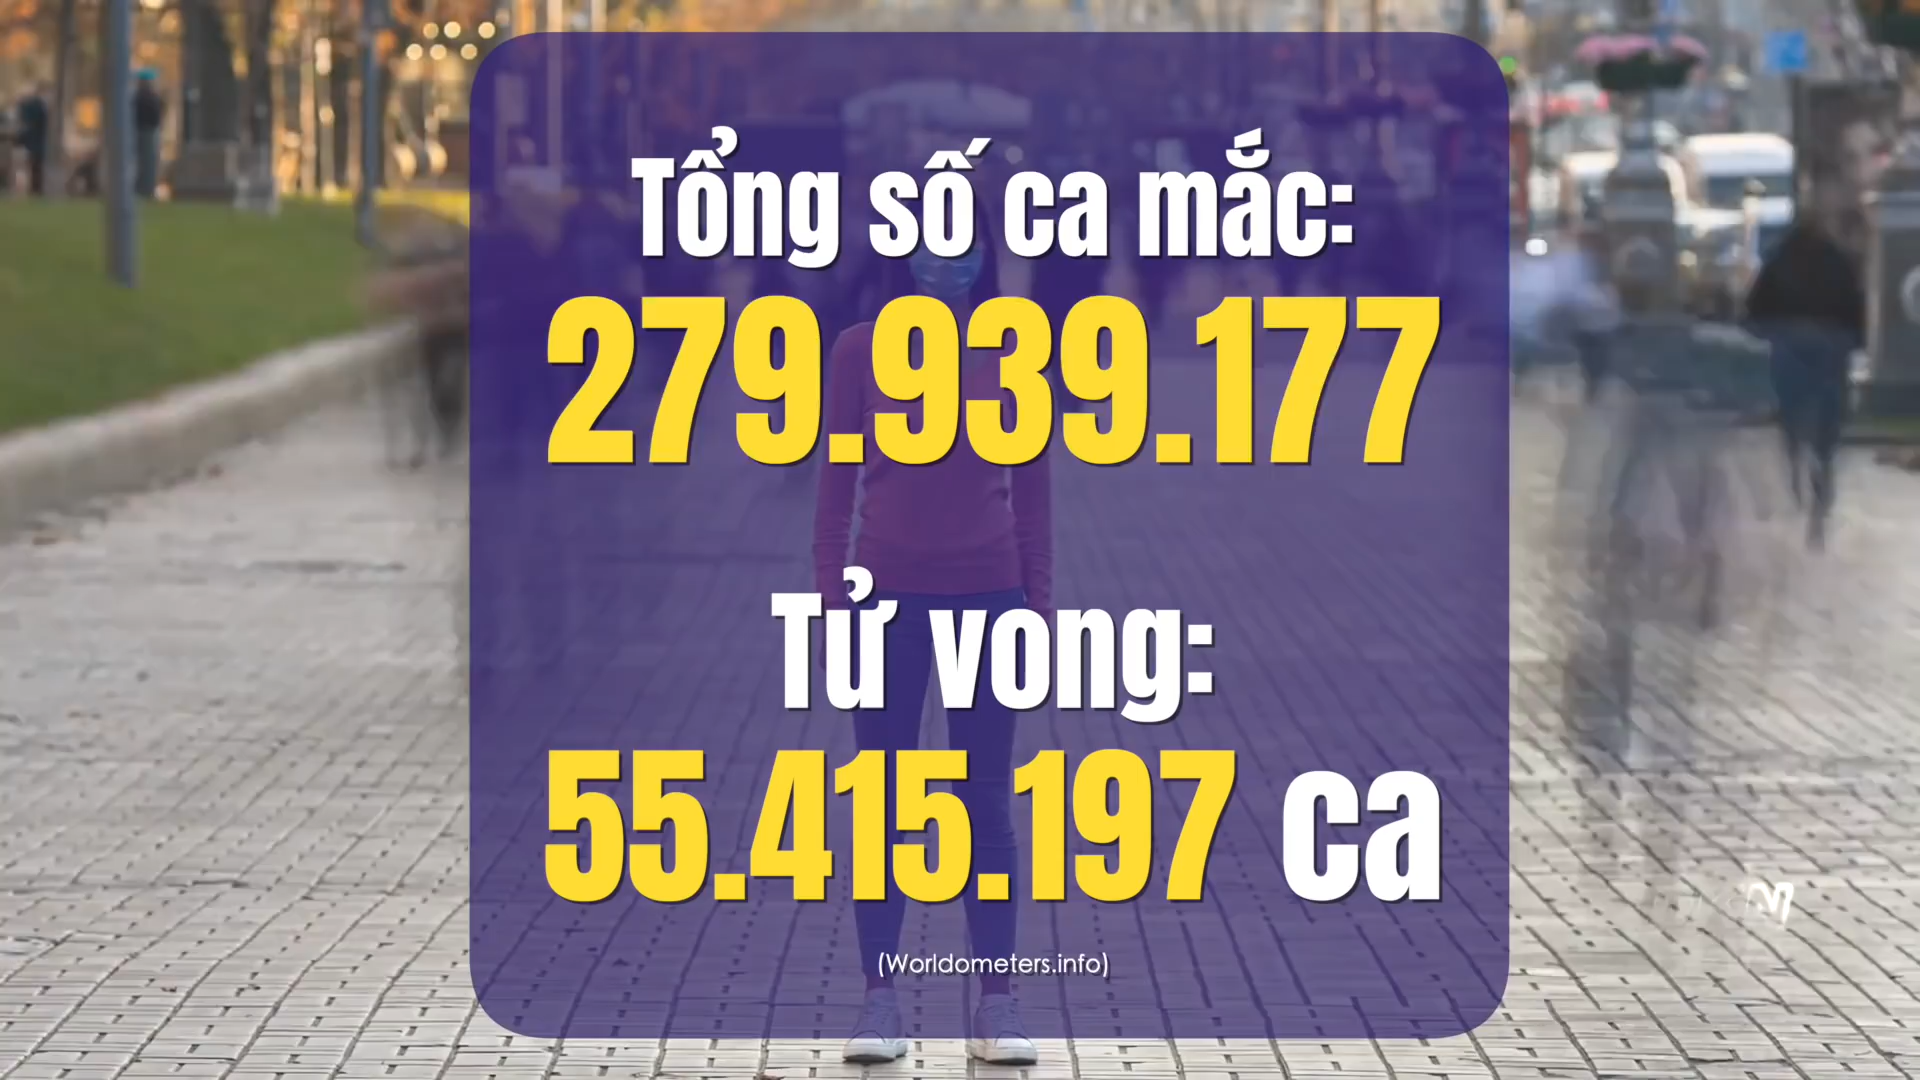 Tổng số ca mắc:
279.939.177
Tử vong:
55.415.197 ca
(Worldometers.info)